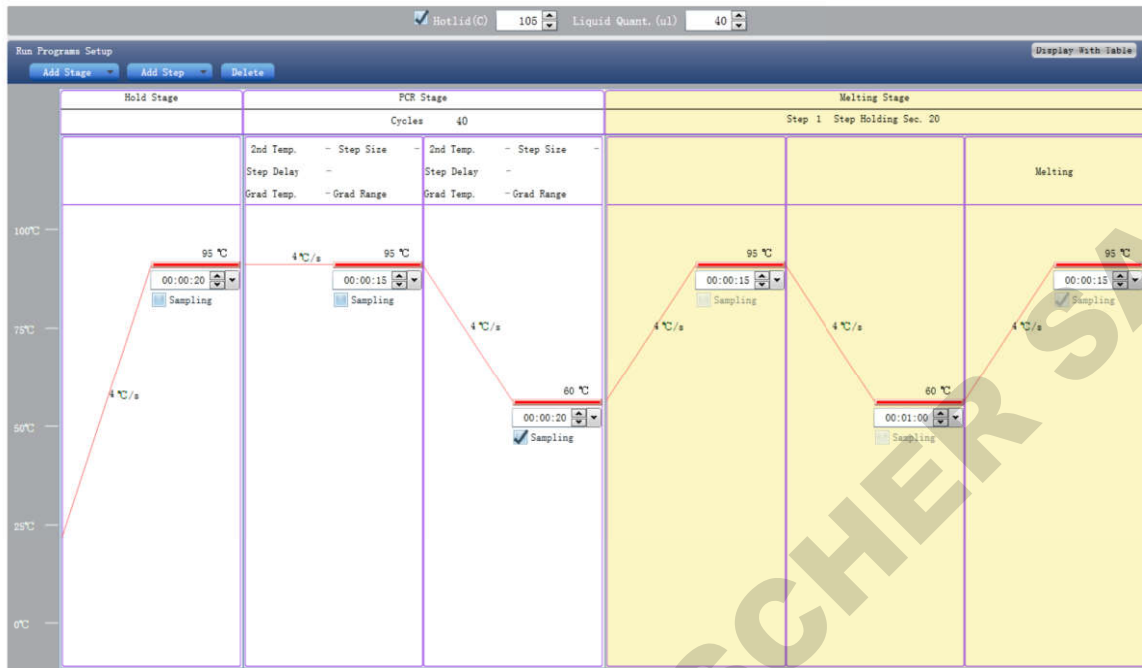 Hotlid(C) 105 Liquid Quant.(ul) 40
Run Programs Setup
Display With Table
Add Stage Add Step Delete
Hold Stage PCR Stage Melting Stage
Cycles 40 Step 1 Step Holding Sec. 20
2nd Temp. - Step Size - 2nd Temp. - Step Size -
Step Delay - Step Delay - Melting
Grad Temp. - Grad Range Grad Temp. - Grad Range
100℃
95 ℃ 4℃/s 95 ℃ 95 ℃ 95 ℃
00:00:20 00:00:15 00:00:15 00:00:15
Sampling Sampling Sampling Sampling
75℃ 4℃/s 4℃/s 4℃/s 4℃/s
4℃/s 60 ℃ 60 ℃
50℃ 00:00:20 00:01:00
Sampling Sampling
25℃
0℃
SCHER SA